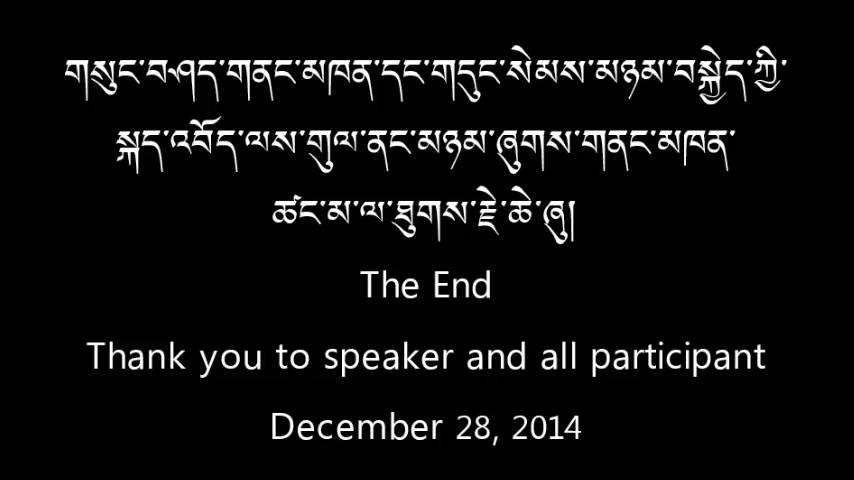 གསུང་བཤད་གནང་མཁན་དང་གདུང་སེམས་མཉམ་བསྐྱེད་ཀྱི་
སྐད་འབོད་ལས་གུལ་ནང་མཉམ་ཞུགས་གནང་མཁན་
ཚང་མ་ལ་ཐུགས་རྗེ་ཆེ་ཞུ།
The End
Thank you to speaker and all participant
December 28, 2014